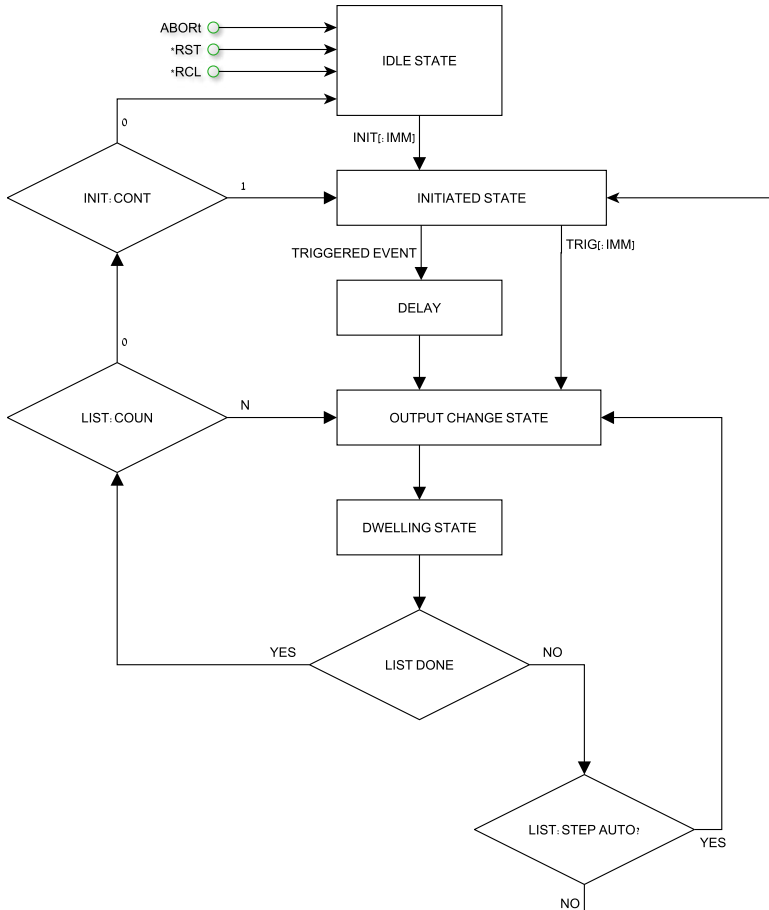 ABORt
*RST
*RCL
IDLE STATE
0
INIT[: IMM]
INIT: CONT
1
INITIATED STATE
TRIGGERED EVENT
TRIG[: IMM]
DELAY
0
LIST: COUN
N
OUTPUT CHANGE STATE
DWELLING STATE
YES
LIST DONE
NO
LIST: STEP AUTO?
YES
NO